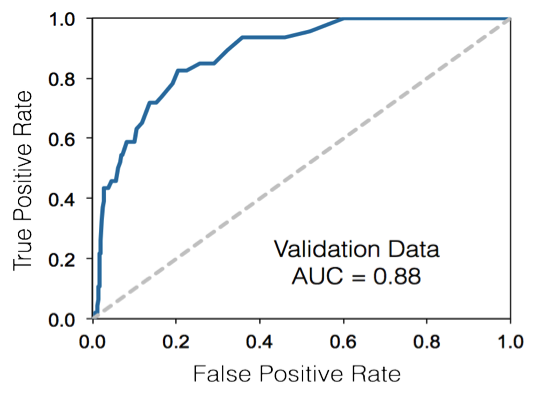 1.0
0.8
0.6
0.4
0.2
0.0
True Positive Rate
Validation Data
AUC = 0.88
0.0 0.2 0.4 0.6 0.8 1.0
False Positive Rate